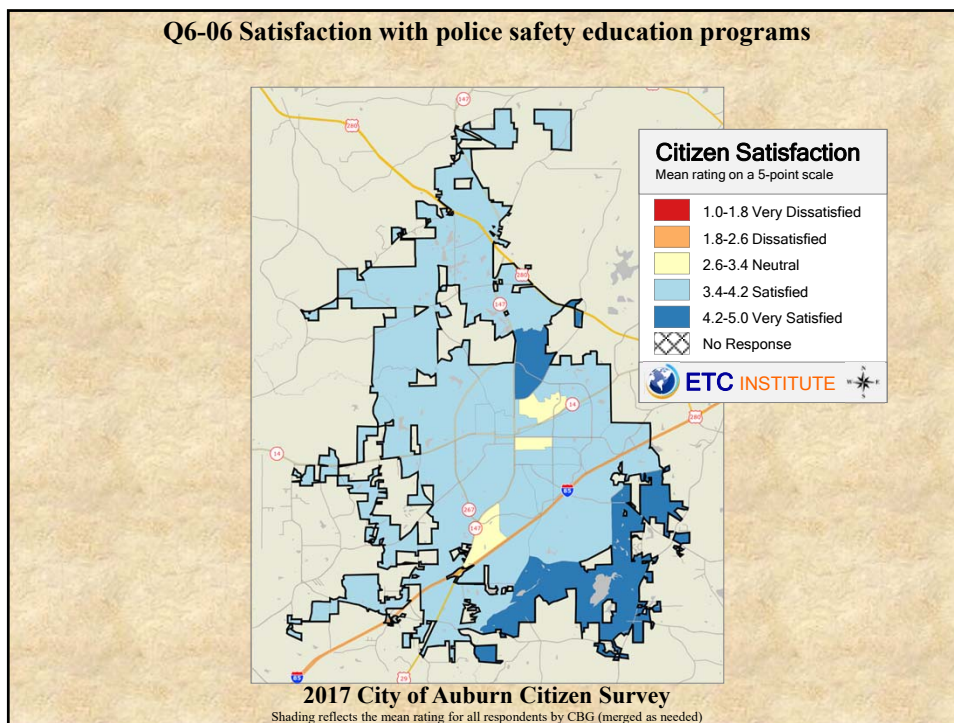 Q6-06 Satisfaction with police safety education programs
147
280
Citizen Satisfaction
Mean rating on a 5-point scale
1.0-1.8 Very Dissatisfied
1.8-2.6 Dissatisfied
2.6-3.4 Neutral
3.4-4.2 Satisfied
4.2-5.0 Very Satisfied
No Response
ETC INSTITUTE
N
W E
S
280
147
14
280
14
85
267
147
85
29
2017 City of Auburn Citizen Survey
Shading reflects the mean rating for all respondents by CBG (merged as needed)